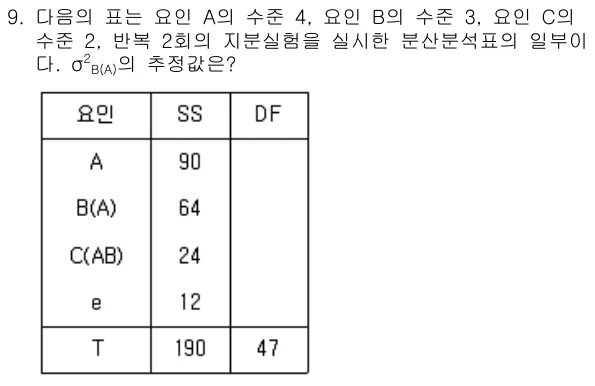 9. 다음의 표는 요인 A의 수준 4, 요인 B의 수준 3, 요인 C의
수준 2, 반복 2회의 지분실험을 실시한 분산분석표의 일부이
다. σ²B(A)의 추정값은?
요인 SS DF
A 90
B(A) 64
C(AB) 24
e 12
T 190 47